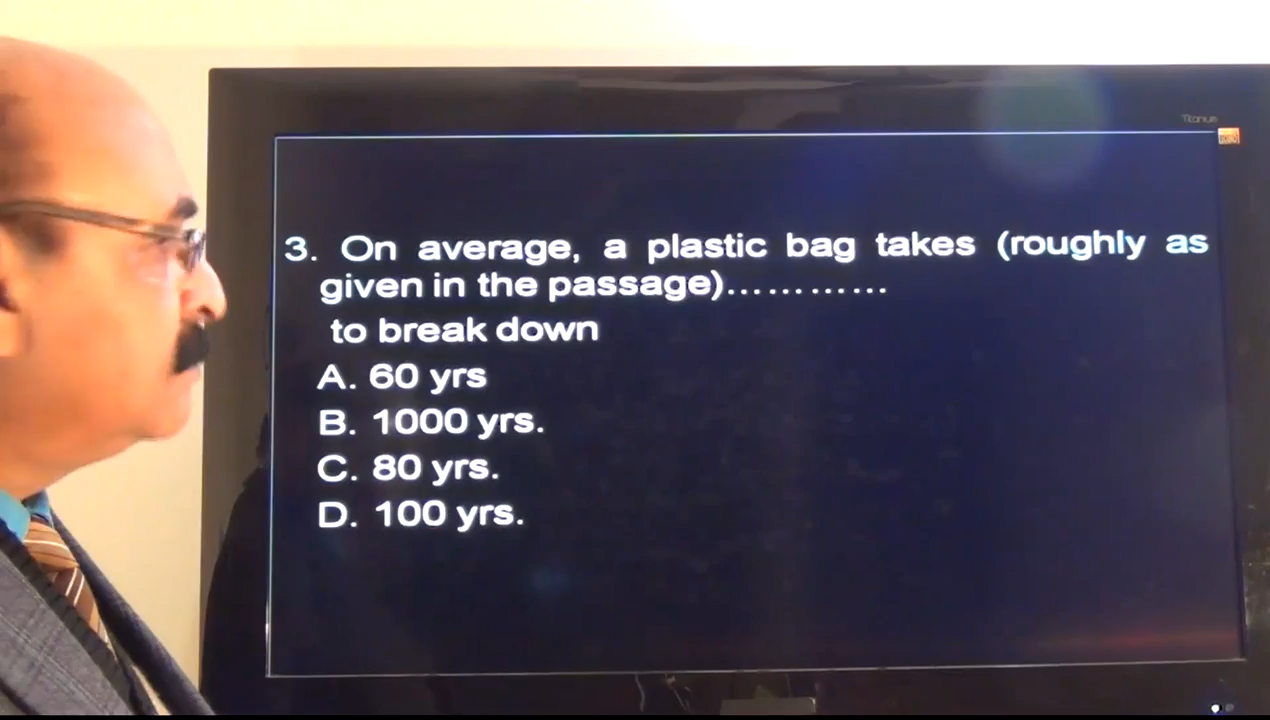 Titanium
3. On average, a plastic bag takes (roughly as
given in the passage)............
to break down
A. 60 yrs
B. 1000 yrs.
C. 80 yrs.
D. 100 yrs.